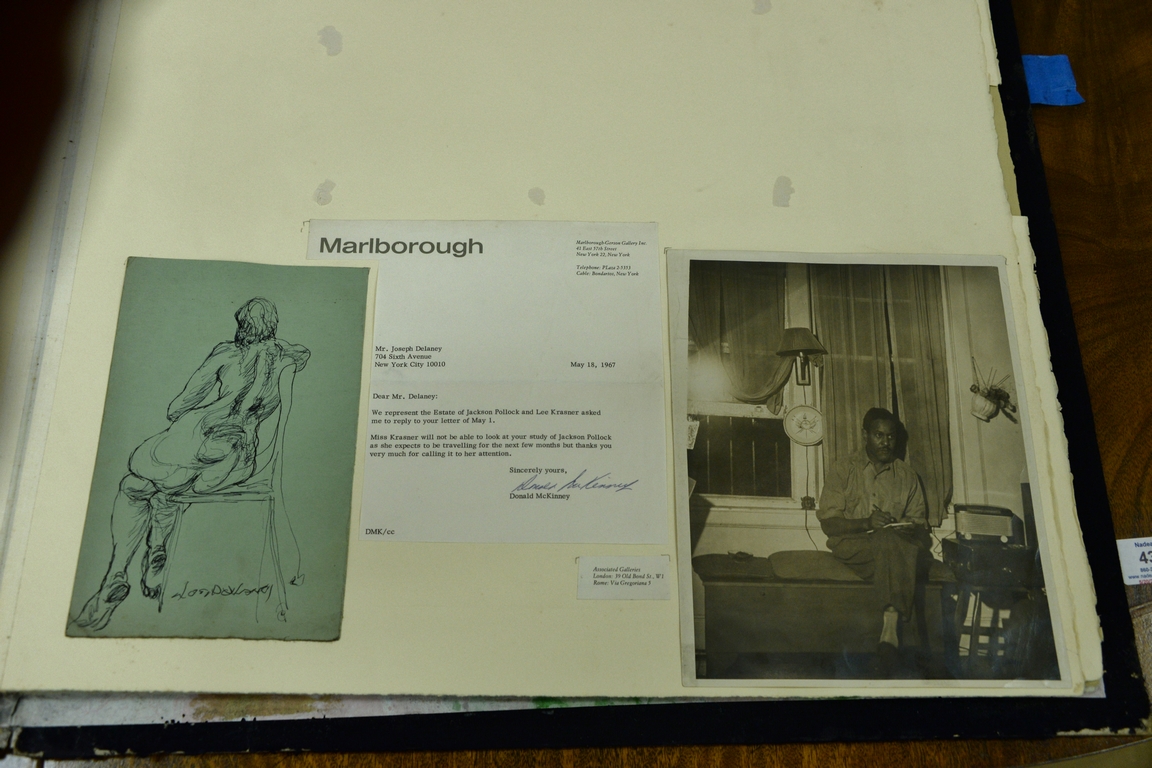 Marlborough
Marlborough-Gerson Gallery Inc.
41 East 57th Street
New York 22, New York
Telephone: PLaza 2-5353
Cable: Bondartos, New York
Mr. Joseph Delaney
704 Sixth Avenue
New York City 10010
May 18, 1967
Dear Mr. Delaney:
We represent the Estate of Jackson Pollock and Lee Krasner asked
me to reply to your letter of May 1.
Miss Krasner will not be able to look at your study of Jackson Pollock
as she expects to be travelling for the next few months but thanks you
very much for calling it to her attention.
Sincerely yours,
Donald McKinney
Donald McKinney
DMK/cc
Associated Galleries
London: 39 Old Bond St., W1
Rome: Via Gregoriana 5
Jos Delaney